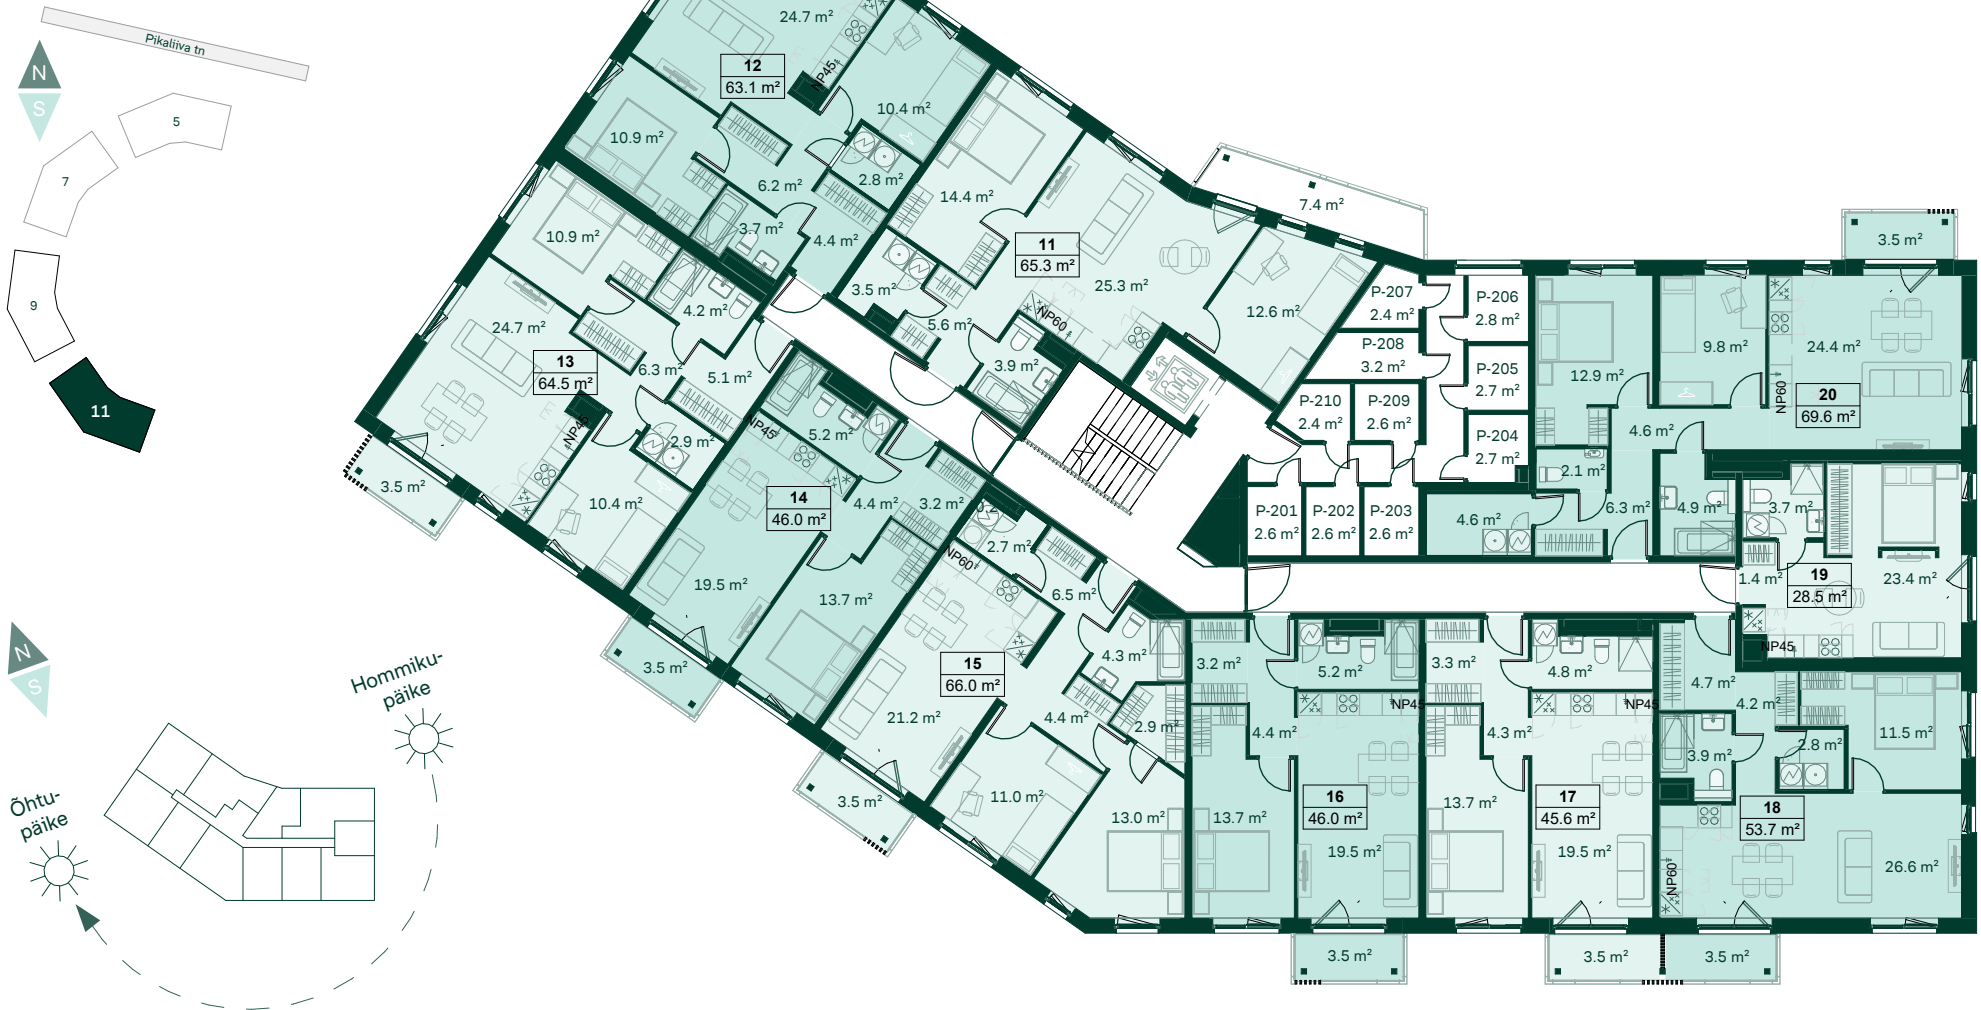 Pikaliiva tn
N
S
5
7
9
11
24.7 m²
12
63.1 m²
NP45
10.4 m²
10.9 m²
2.8 m²
6.2 m²
3.7 m²
4.4 m²
14.4 m²
11
65.3 m²
25.3 m²
7.4 m²
3.5 m²
5.6 m²
NP60
3.9 m²
12.6 m²
10.9 m²
4.2 m²
24.7 m²
13
64.5 m²
6.3 m²
5.1 m²
NP45
2.9 m²
10.4 m²
3.5 m²
P-207
2.4 m²
P-206
2.8 m²
P-208
3.2 m²
P-205
2.7 m²
P-210
2.4 m²
P-209
2.6 m²
P-204
2.7 m²
P-201
2.6 m²
P-202
2.6 m²
P-203
2.6 m²
3.5 m²
12.9 m²
9.8 m²
24.4 m²
NP60
20
69.6 m²
4.6 m²
2.1 m²
6.3 m²
4.9 m²
4.6 m²
3.7 m²
1.4 m²
19
28.5 m²
23.4 m²
NP45
NP45
5.2 m²
14
46.0 m²
4.4 m²
3.2 m²
19.5 m²
13.7 m²
3.5 m²
0.2
2.7 m²
NP60
6.5 m²
4.3 m²
15
66.0 m²
21.2 m²
4.4 m²
2.9 m²
11.0 m²
13.0 m²
3.5 m²
3.2 m²
5.2 m²
NP45
4.4 m²
13.7 m²
16
46.0 m²
19.5 m²
3.5 m²
3.3 m²
4.8 m²
NP45
4.3 m²
13.7 m²
17
45.6 m²
19.5 m²
3.5 m²
4.7 m²
4.2 m²
11.5 m²
3.9 m²
2.8 m²
18
53.7 m²
NP60
26.6 m²
3.5 m²
N
S
Hommiku-
päike
Õhtu-
päike